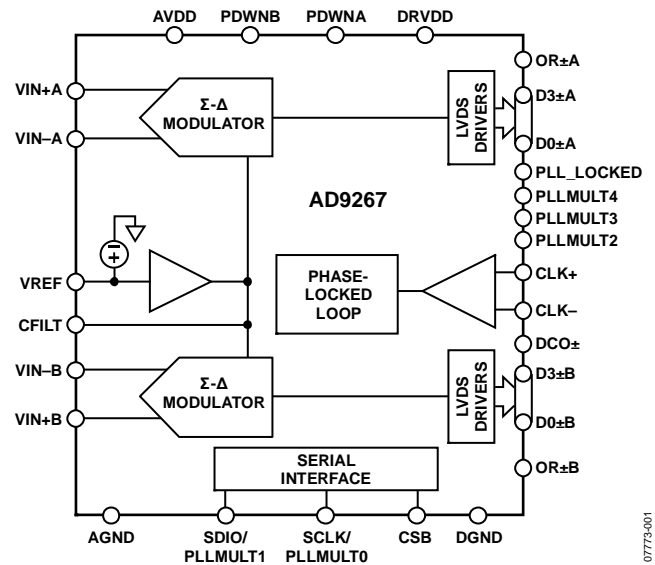 AVDD PDWNB PDWNA DRVDD
OR±A
VIN+A
Σ-Δ
MODULATOR
LVDS
DRIVERS
D3±A
VIN–A
D0±A
PLL_LOCKED
AD9267
PLLMULT4
PLLMULT3
PLLMULT2
VREF
PHASE-
LOCKED
LOOP
CLK+
CFILT
CLK–
DCO±
VIN–B
Σ-Δ
MODULATOR
LVDS
DRIVERS
D3±B
VIN+B
D0±B
SERIAL
INTERFACE
OR±B
AGND
SDIO/
PLLMULT1
SCLK/
PLLMULT0
CSB
DGND
07773-001